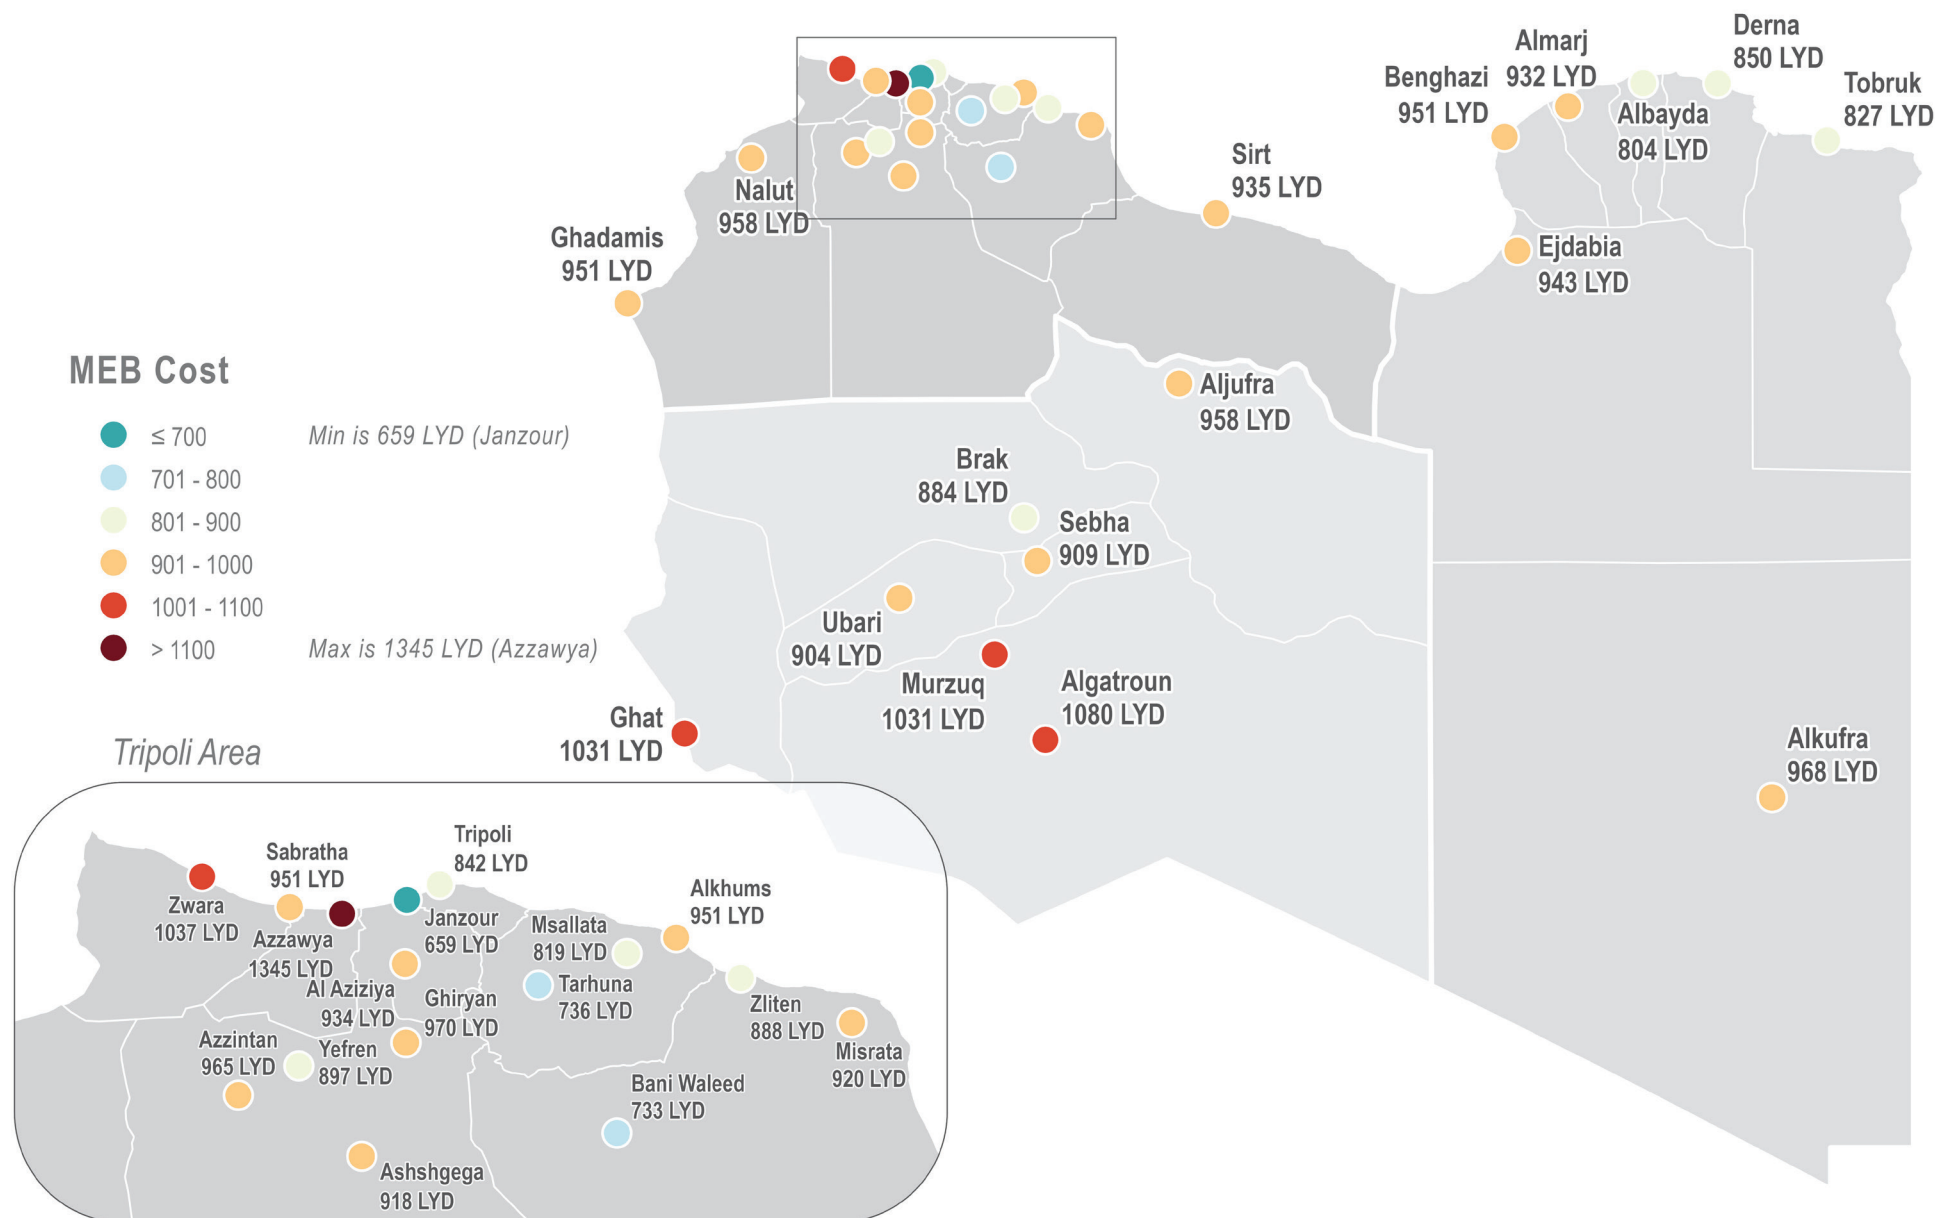 Derna
850 LYD
Almarj
932 LYD
Benghazi
951 LYD
Tobruk
827 LYD
Albayda
804 LYD
Sirt
935 LYD
Nalut
958 LYD
Ghadamis
951 LYD
Ejdabia
943 LYD
MEB Cost
≤ 700
Min is 659 LYD (Janzour)
701 - 800
801 - 900
901 - 1000
1001 - 1100
> 1100
Max is 1345 LYD (Azzawya)
Aljufra
958 LYD
Brak
884 LYD
Sebha
909 LYD
Ubari
904 LYD
Murzuq
1031 LYD
Algatroun
1080 LYD
Ghat
1031 LYD
Alkufra
968 LYD
Tripoli Area
Tripoli
842 LYD
Sabratha
951 LYD
Zwara
1037 LYD
Azzawya
1345 LYD
Janzour
659 LYD
Alkhums
951 LYD
Msallata
819 LYD
Tarhuna
736 LYD
Al Aziziya
934 LYD
Ghiryan
970 LYD
Zliten
888 LYD
Misrata
920 LYD
Azzintan
965 LYD
Yefren
897 LYD
Bani Waleed
733 LYD
Ashshgega
918 LYD